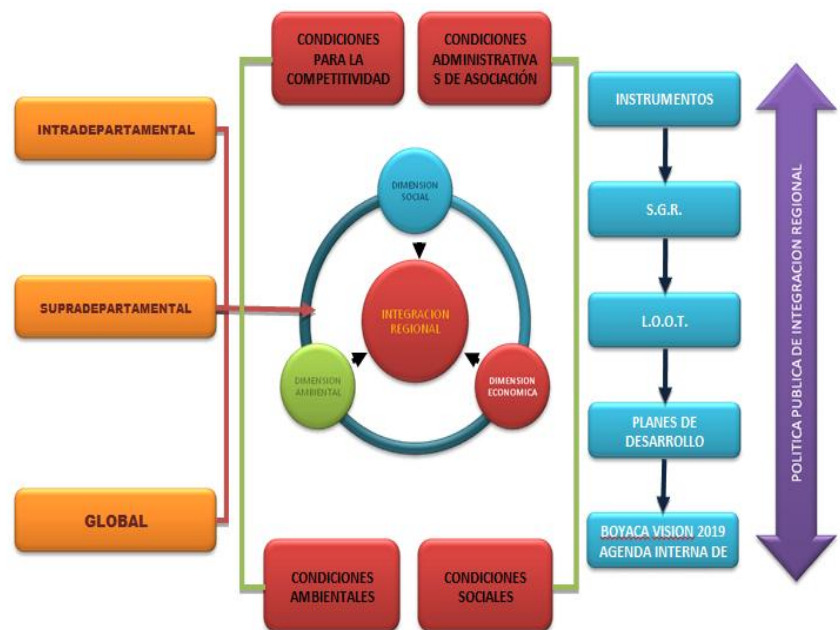 CONDICIONES
PARA LA
COMPETITIVIDAD
CONDICIONES
ADMINISTRATIVA
S DE ASOCIACIÓN
INTRADEPARTAMENTAL
SUPRADEPARTAMENTAL
GLOBAL
DIMENSION
SOCIAL
INTEGRACION
REGIONAL
DIMENSION
AMBIENTAL
DIMENSION
ECONOMICA
CONDICIONES
AMBIENTALES
CONDICIONES
SOCIALES
INSTRUMENTOS
S.G.R.
L.O.O.T.
PLANES DE
DESARROLLO
BOYACA VISION 2019
AGENDA INTERNA DE
POLITICA PUBLICA DE INTEGRACION REGIONAL